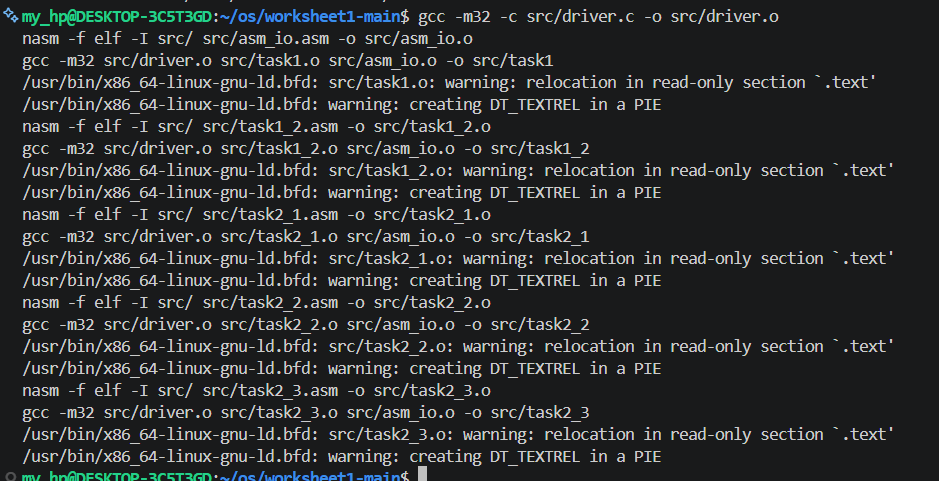 my_hp@DESKTOP-3C5T3GD:~/os/worksheet1-main$ gcc -m32 -c src/driver.c -o src/driver.o
nasm -f elf -I src/ src/asm_io.asm -o src/asm_io.o
gcc -m32 src/driver.o src/task1.o src/asm_io.o -o src/task1
/usr/bin/x86_64-linux-gnu-ld.bfd: src/task1.o: warning: relocation in read-only section `.text'
/usr/bin/x86_64-linux-gnu-ld.bfd: warning: creating DT_TEXTREL in a PIE
nasm -f elf -I src/ src/task1_2.asm -o src/task1_2.o
gcc -m32 src/driver.o src/task1_2.o src/asm_io.o -o src/task1_2
/usr/bin/x86_64-linux-gnu-ld.bfd: src/task1_2.o: warning: relocation in read-only section `.text'
/usr/bin/x86_64-linux-gnu-ld.bfd: warning: creating DT_TEXTREL in a PIE
nasm -f elf -I src/ src/task2_1.asm -o src/task2_1.o
gcc -m32 src/driver.o src/task2_1.o src/asm_io.o -o src/task2_1
/usr/bin/x86_64-linux-gnu-ld.bfd: src/task2_1.o: warning: relocation in read-only section `.text'
/usr/bin/x86_64-linux-gnu-ld.bfd: warning: creating DT_TEXTREL in a PIE
nasm -f elf -I src/ src/task2_2.asm -o src/task2_2.o
gcc -m32 src/driver.o src/task2_2.o src/asm_io.o -o src/task2_2
/usr/bin/x86_64-linux-gnu-ld.bfd: src/task2_2.o: warning: relocation in read-only section `.text'
/usr/bin/x86_64-linux-gnu-ld.bfd: warning: creating DT_TEXTREL in a PIE
nasm -f elf -I src/ src/task2_3.asm -o src/task2_3.o
gcc -m32 src/driver.o src/task2_3.o src/asm_io.o -o src/task2_3
/usr/bin/x86_64-linux-gnu-ld.bfd: src/task2_3.o: warning: relocation in read-only section `.text'
/usr/bin/x86_64-linux-gnu-ld.bfd: warning: creating DT_TEXTREL in a PIE
my_hp@DESKTOP-3C5T3GD:~/os/worksheet1-main$